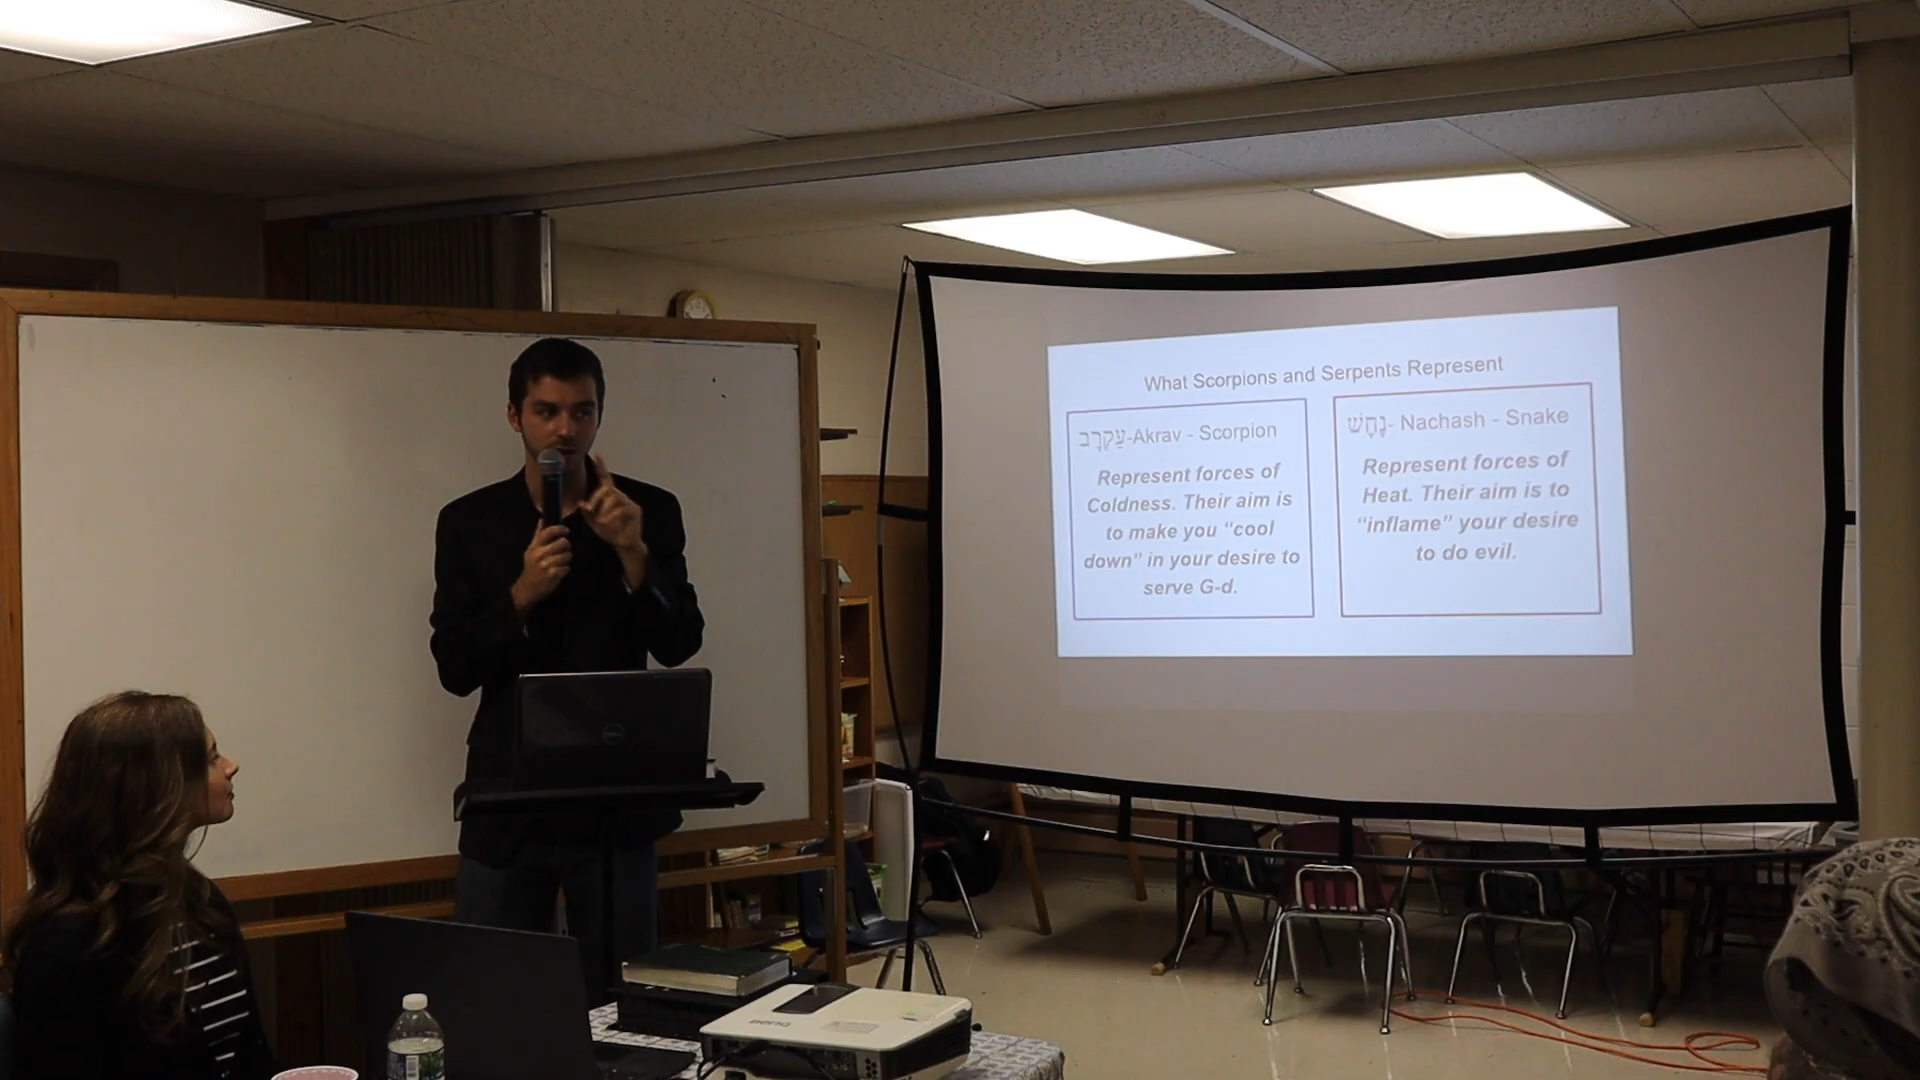 What Scorpions and Serpents Represent
עַקְרָב-Akrav - Scorpion
Represent forces of
Coldness. Their aim is
to make you “cool
down” in your desire to
serve G-d.
נָחָשׁ- Nachash - Snake
Represent forces of
Heat. Their aim is to
“inflame” your desire
to do evil.
DELL
BenQ